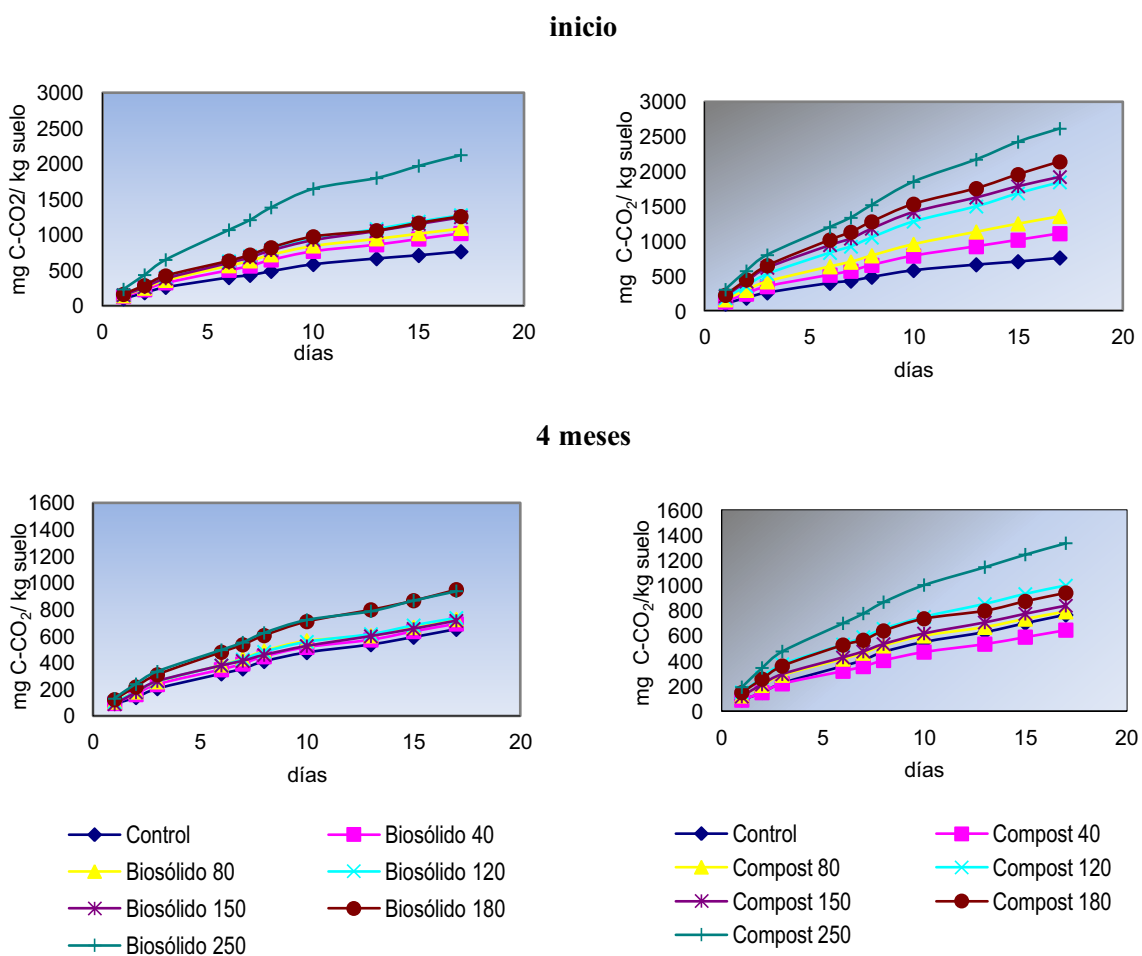 inicio
3000
2500
2000
1500
1000
500
0
mg C-CO2/ kg suelo
0 5 10 15 20
días
3000
2500
2000
1500
1000
500
0
mg C-CO₂/ kg suelo
0 5 10 15 20
días
4 meses
1600
1400
1200
1000
800
600
400
200
0
mg C-CO₂/ kg suelo
0 5 10 15 20
días
1600
1400
1200
1000
800
600
400
200
0
mg C-CO₂/kg suelo
0 5 10 15 20
días
Control Biosólido 40
Biosólido 80 Biosólido 120
Biosólido 150 Biosólido 180
Biosólido 250
Control Compost 40
Compost 80 Compost 120
Compost 150 Compost 180
Compost 250